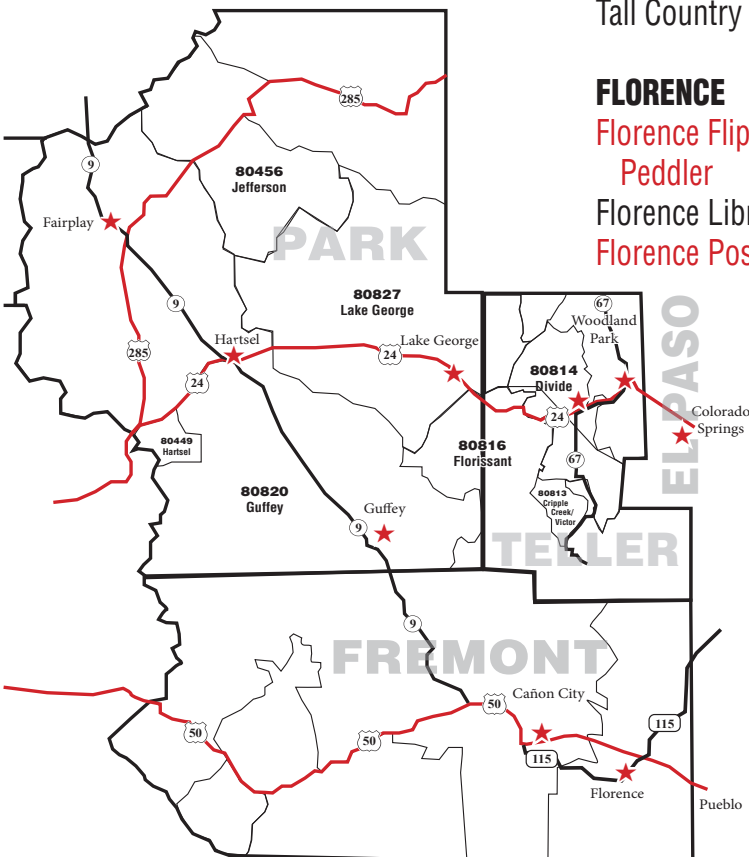 Tall Country
FLORENCE
Florence Flip
Peddler
Florence Libr
Florence Pos
285
9
80456
Jefferson
Fairplay
PARK
80827
Lake George
9
67
Woodland
Park
Hartsel
Lake George
285
24
24
80814
Divide
EL PASO
24
Colorado
Springs
80449
Hartsel
80816
Florissant
67
80820
Guffey
80813
Cripple
Creek/
Victor
Guffey
9
TELLER
9
FREMONT
Cañon City
50
50
50
115
115
Florence
Pueblo